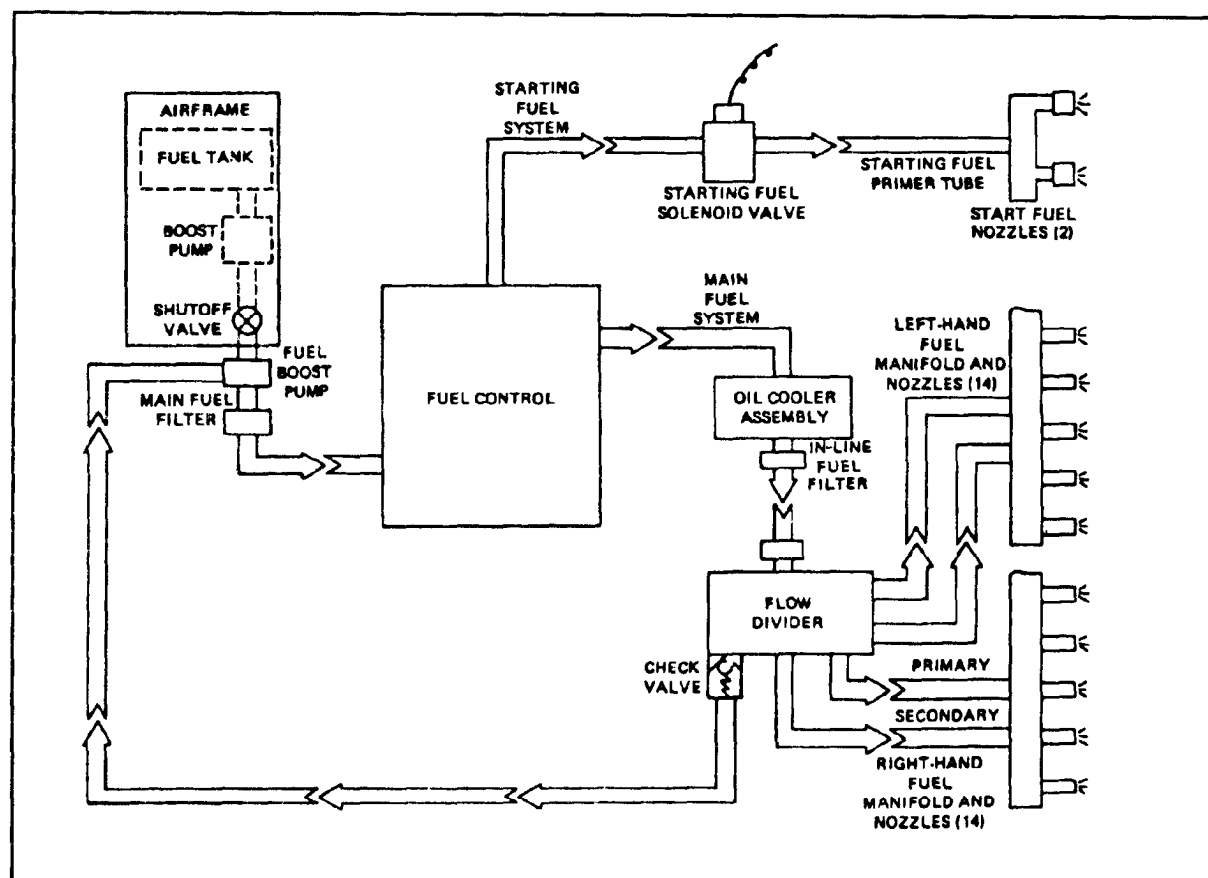 AIRFRAME
FUEL TANK
BOOST
PUMP
SHUTOFF
VALVE
FUEL
BOOST
PUMP
MAIN FUEL
FILTER
STARTING
FUEL
SYSTEM
STARTING FUEL
SOLENOID VALVE
STARTING FUEL
PRIMER TUBE
START FUEL
NOZZLES (2)
FUEL CONTROL
MAIN
FUEL
SYSTEM
OIL COOLER
ASSEMBLY
IN-LINE
FUEL
FILTER
LEFT-HAND
FUEL
MANIFOLD AND
NOZZLES (14)
FLOW
DIVIDER
CHECK
VALVE
PRIMARY
SECONDARY
RIGHT-HAND
FUEL
MANIFOLD AND
NOZZLES (14)